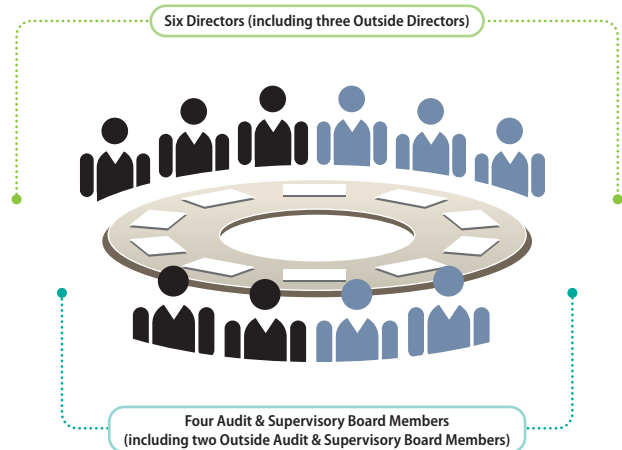 Six Directors (including three Outside Directors)
Four Audit & Supervisory Board Members
(including two Outside Audit & Supervisory Board Members)